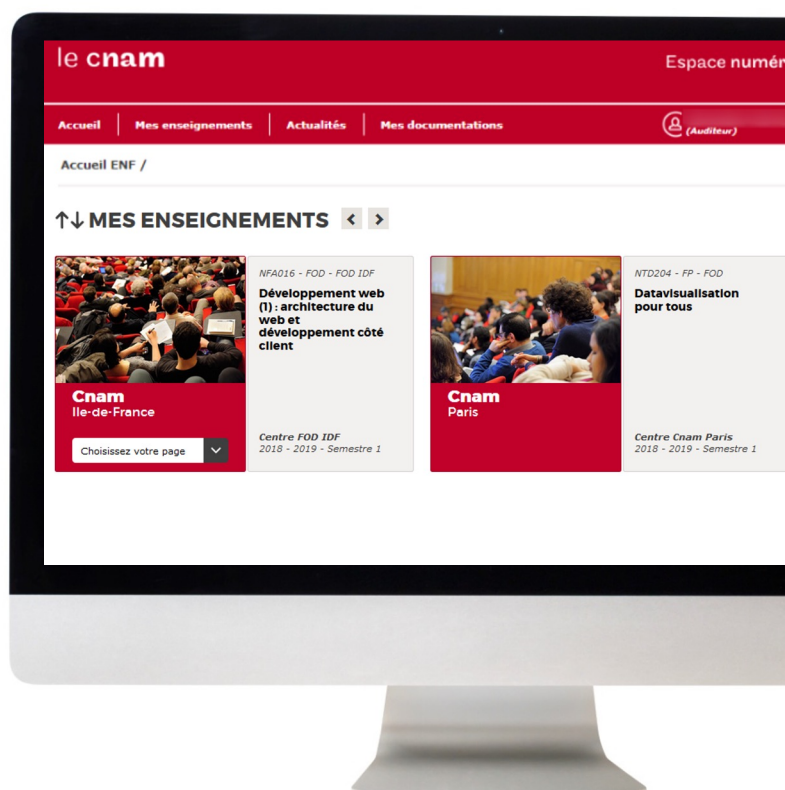 le cnam
Espace numér
Accueil
Mes enseignements
Actualités
Mes documentations
(Auditeur)
Accueil ENF /
↑↓ MES ENSEIGNEMENTS < >
NFA016 - FOD - FOD IDF
Développement web
(1) : architecture du
web et
développement côté
client
Cnam
Ile-de-France
Choisissez votre page
Centre FOD IDF
2018 - 2019 - Semestre 1
NTD204 - FP - FOD
Datavisualisation
pour tous
Cnam
Paris
Centre Cnam Paris
2018 - 2019 - Semestre 1